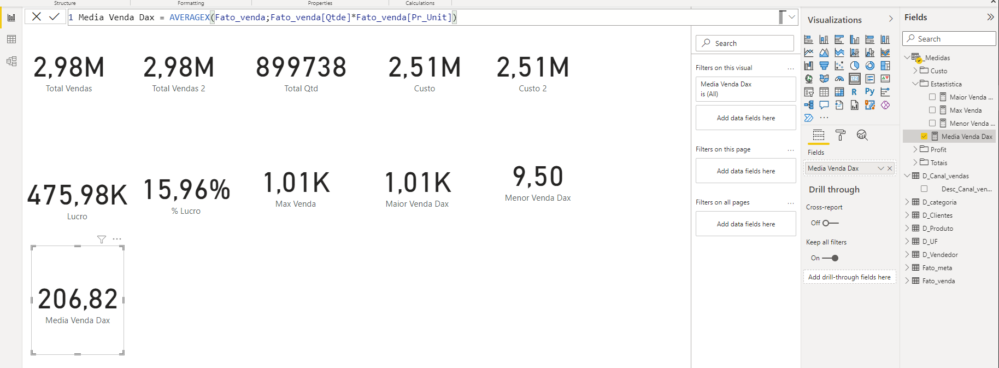 Structure
Formatting
Properties
Calculations
1 Media Venda Dax = AVERAGEX(Fato_venda;Fato_venda[Qtde]*Fato_venda[Pr_Unit])
2,98M
Total Vendas
2,98M
Total Vendas 2
899738
Total Qtd
2,51M
Custo
2,51M
Custo 2
475,98K
Lucro
15,96%
% Lucro
1,01K
Max Venda
1,01K
Maior Venda Dax
9,50
Menor Venda Dax
206,82
Media Venda Dax
Search
Filters on this visual
Media Venda Dax
is (All)
Add data fields here
Filters on this page
Add data fields here
Filters on all pages
Add data fields here
Visualizations
123
R
Py
Fields
Media Venda Dax
Drill through
Cross-report
Off
Keep all filters
On
Add drill-through fields here
Fields
Search
_Medidas
Custo
Estastistica
Maior Venda ...
Max Venda
Menor Venda ...
Media Venda Dax
Profit
Totais
D_Canal_vendas
Desc_Canal_ven...
D_categoria
D_Clientes
D_Produto
D_UF
D_Vendedor
Fato_meta
Fato_venda